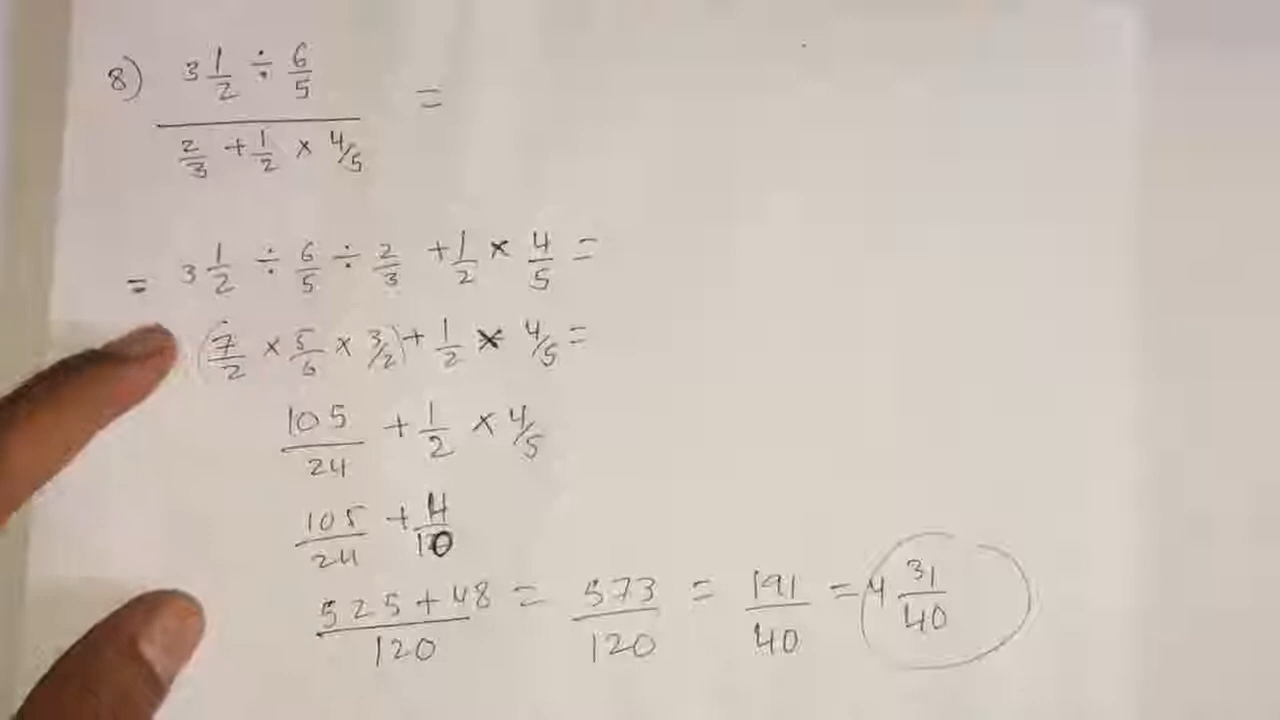 8) 3 1/2 ÷ 6/5 =
2/3 + 1/2 × 4/5
= 3 1/2 ÷ 6/5 ÷ 2/3 + 1/2 × 4/5 =
(7/2 × 5/6 × 3/2) + 1/2 × 4/5 =
105/24 + 1/2 × 4/5
105/24 + 4/10
525+48/120 = 573/120 = 191/40 = 4 31/40